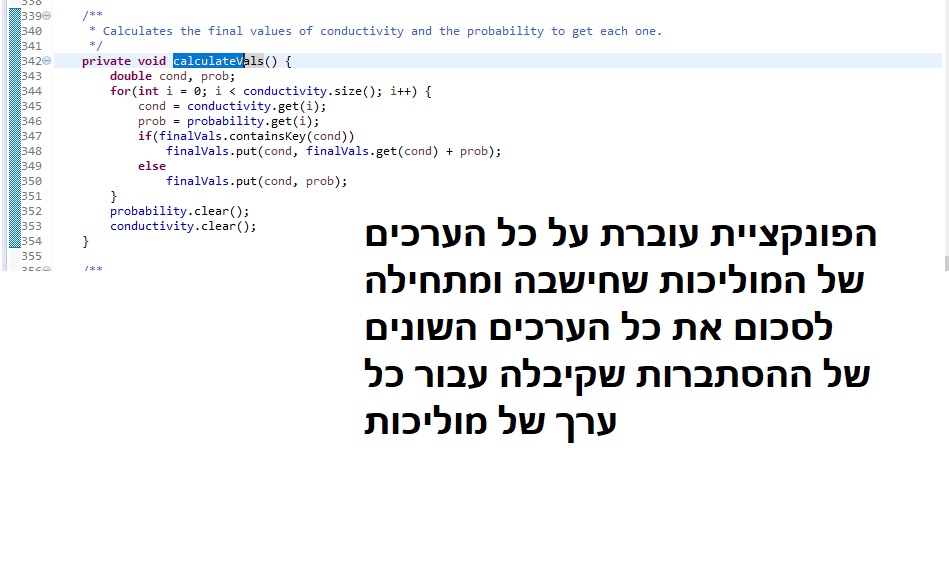 338
339 /**
340 * Calculates the final values of conductivity and the probability to get each one.
341 */
342 private void calculateVals() {
343 double cond, prob;
344 for(int i = 0; i < conductivity.size(); i++) {
345 cond = conductivity.get(i);
346 prob = probability.get(i);
347 if(finalVals.containsKey(cond))
348 finalVals.put(cond, finalVals.get(cond) + prob);
349 else
350 finalVals.put(cond, prob);
351 }
352 probability.clear();
353 conductivity.clear();
354 }
355
356 /**
הפונקציית עוברת על כל הערכים
של המוליכות שחישבה ומתחילה
לסכום את כל הערכים השונים
של ההסתברות שקיבלה עבור כל
ערך של מוליכות